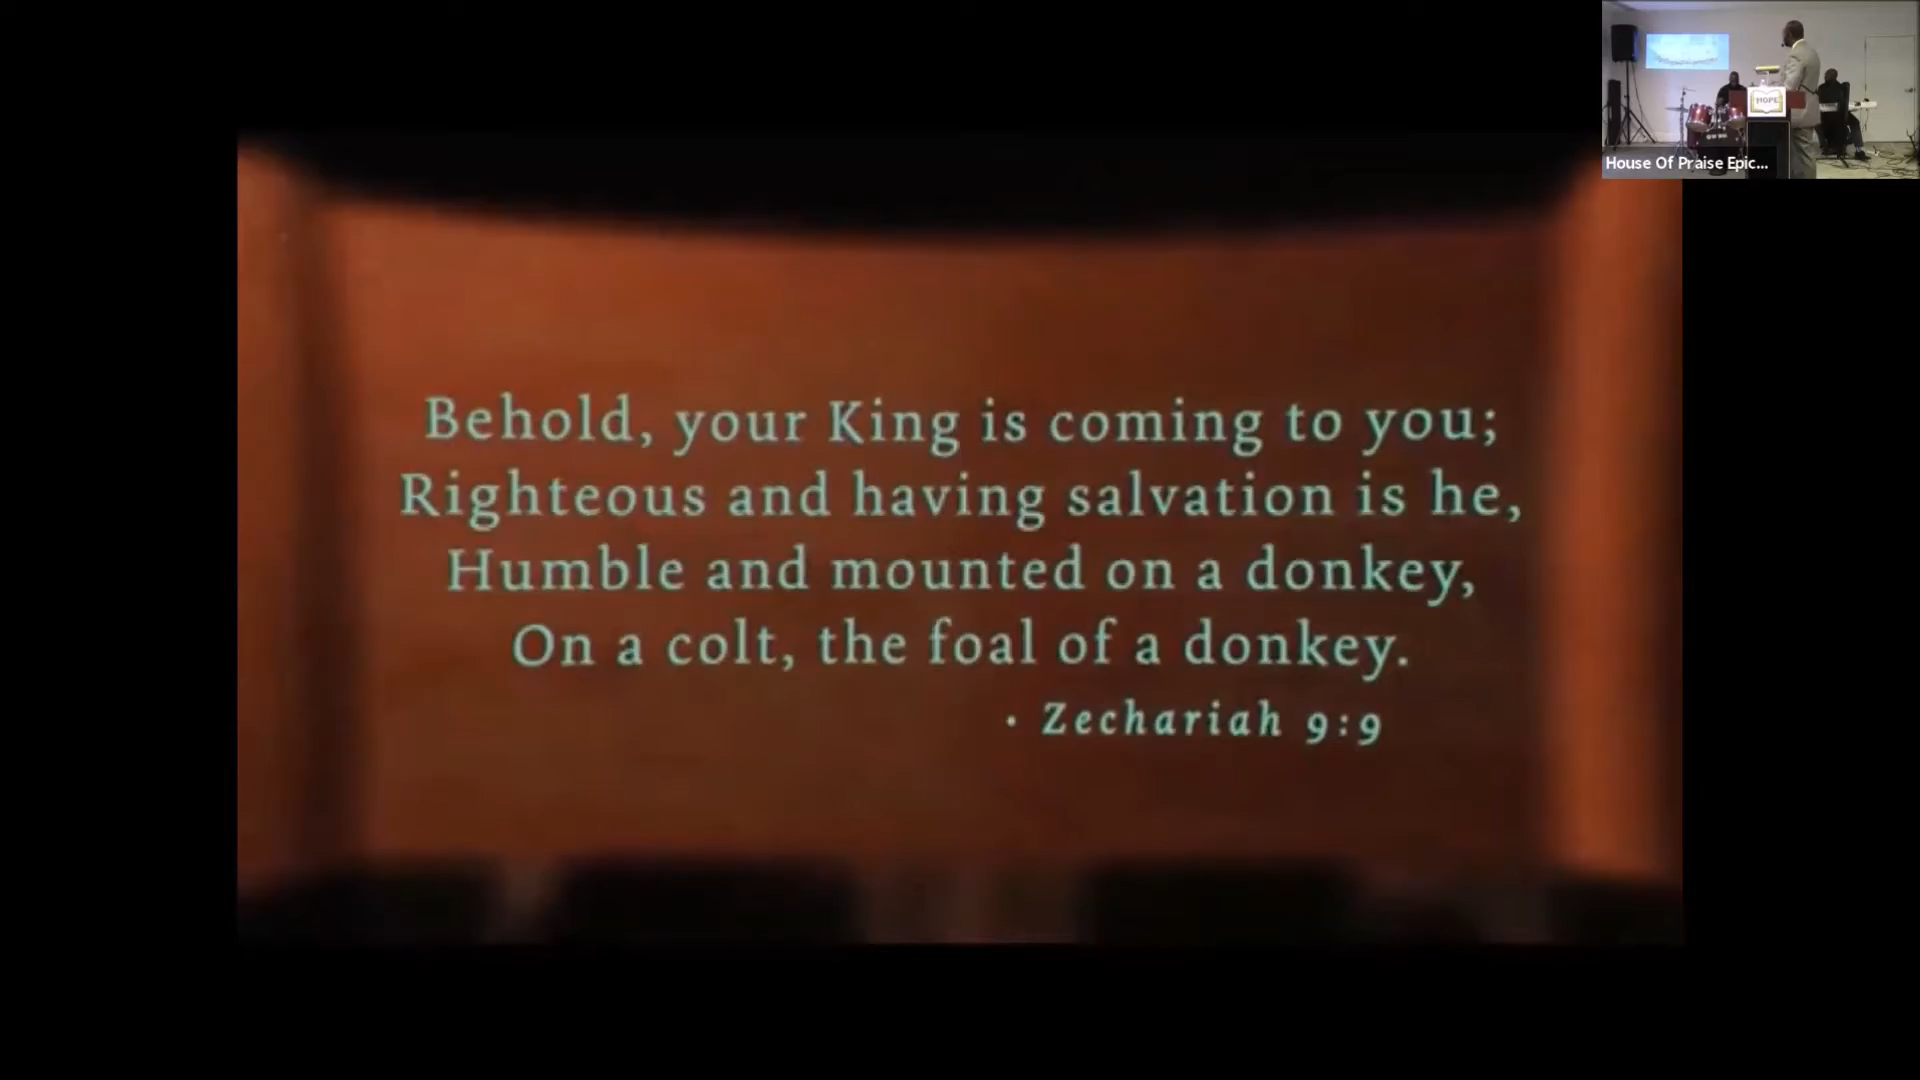 HOPE
House Of Praise Epic...
Behold, your King is coming to you;
Righteous and having salvation is he,
Humble and mounted on a donkey,
On a colt, the foal of a donkey.
• Zechariah 9:9